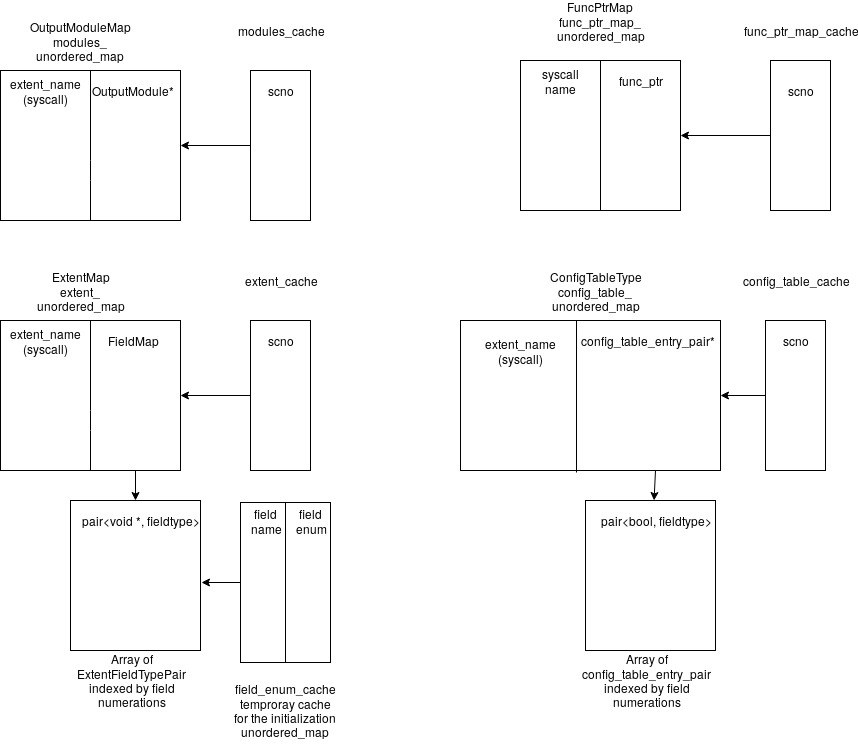 OutputModuleMap
modules_
unordered_map
modules_cache
extent_name
(syscall)
OutputModule*
scno
FuncPtrMap
func_ptr_map_
unordered_map
func_ptr_map_cache
syscall
name
func_ptr
scno
ExtentMap
extent_
unordered_map
extent_cache
extent_name
(syscall)
FieldMap
scno
pair<void *, fieldtype>
Array of
ExtentFieldTypePair
indexed by field
numerations
field
name
field
enum
field_enum_cache
temproray cache
for the initialization
unordered_map
ConfigTableType
config_table_
unordered_map
config_table_cache
extent_name
(syscall)
config_table_entry_pair*
scno
pair<bool, fieldtype>
Array of
config_table_entry_pair
indexed by field
numerations